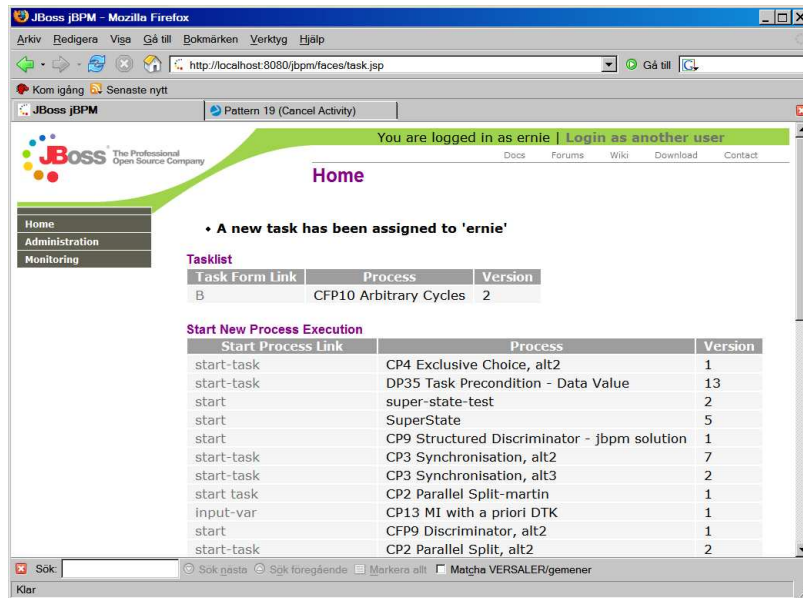 JBoss jBPM - Mozilla Firefox
Arkiv Redigera Visa Gå till Bokmärken Verktyg Hjälp
http://localhost:8080/jbpm/faces/task.jsp Gå till
Kom igång Senaste nytt
JBoss jBPM Pattern 19 (Cancel Activity)
You are logged in as ernie | Login as another user
JBoss The Professional Open Source Company
Docs Forums Wiki Download Contact
Home
Home
Administration
Monitoring
• A new task has been assigned to 'ernie'
Tasklist
Task Form Link Process Version
B CFP10 Arbitrary Cycles 2
Start New Process Execution
Start Process Link Process Version
start-task CP4 Exclusive Choice, alt2 1
start-task DP35 Task Precondition - Data Value 13
start super-state-test 2
start SuperState 5
start CP9 Structured Discriminator - jbpm solution 1
start-task CP3 Synchronisation, alt2 7
start-task CP3 Synchronisation, alt3 2
start task CP2 Parallel Split-martin 1
input-var CP13 MI with a priori DTK 1
start CFP9 Discriminator, alt2 1
start-task CP2 Parallel Split, alt2 2
Sök: Sök nästa Sök föregående Markera allt Matcha VERSALER/gemener
Klar